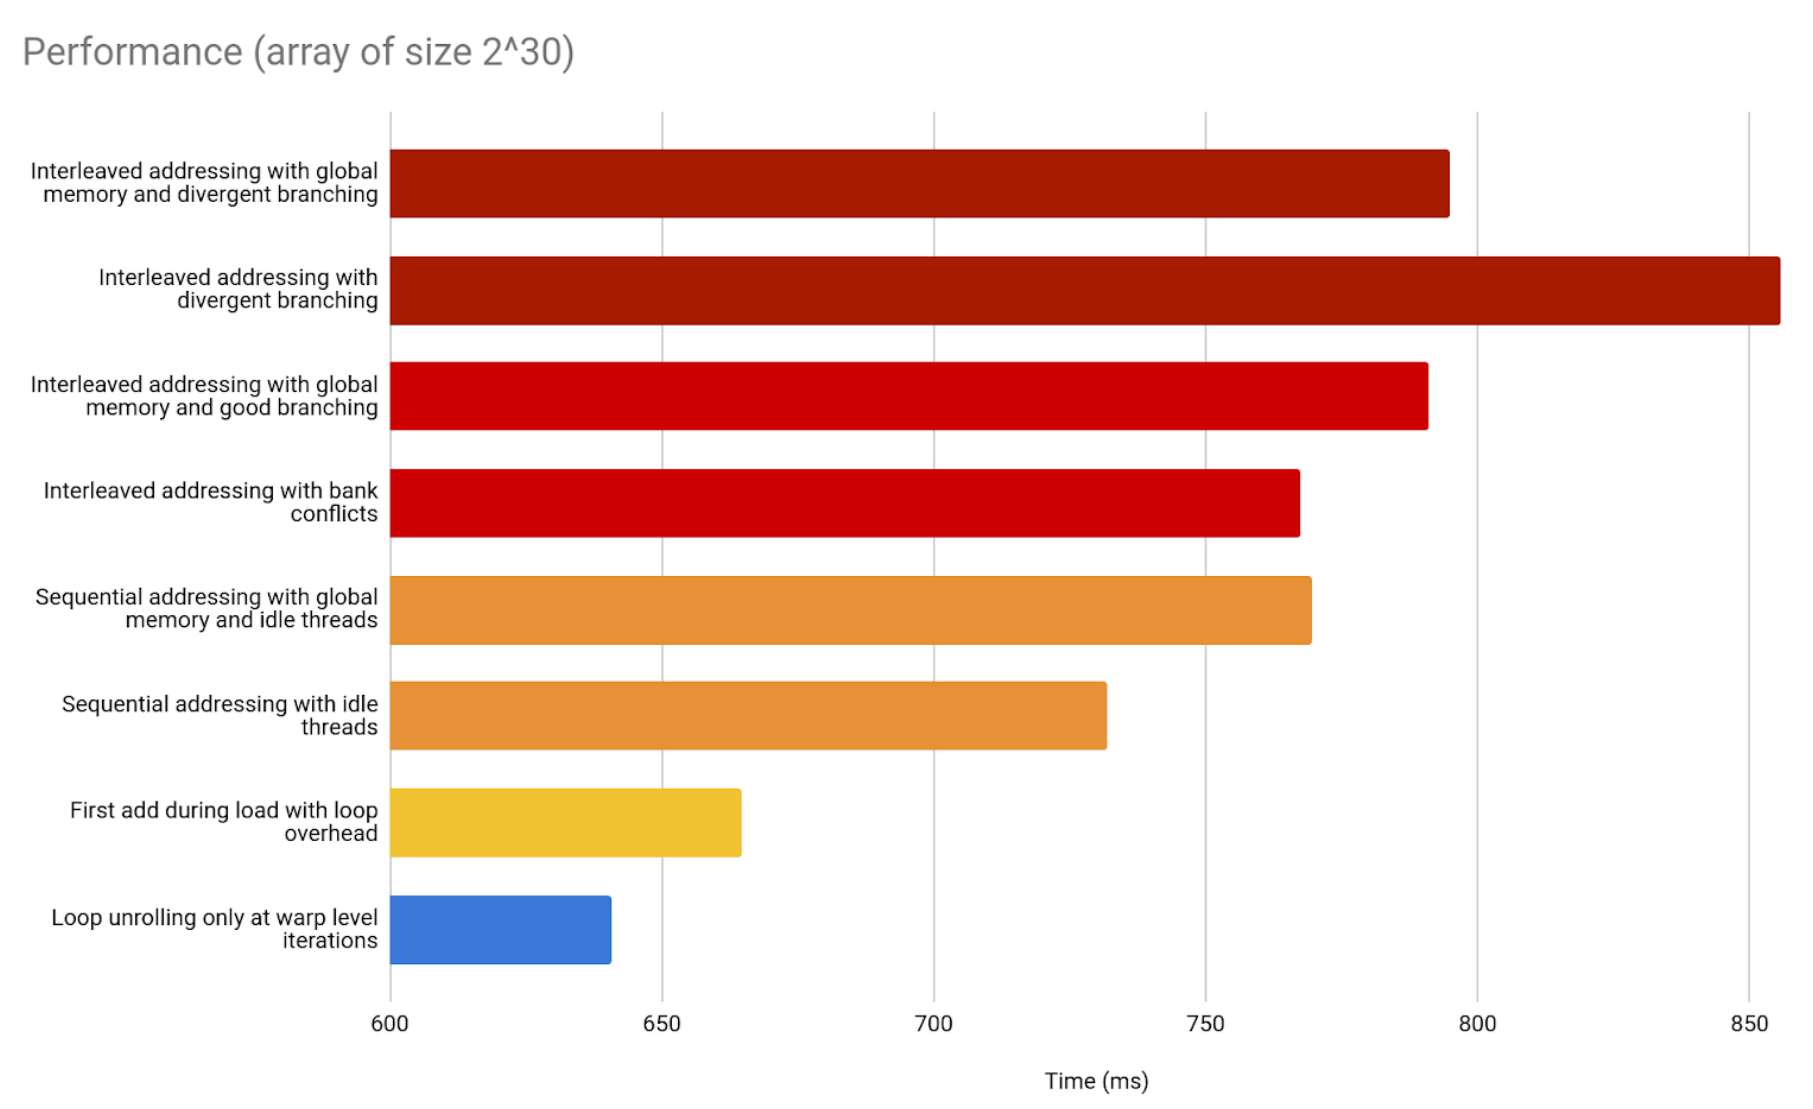 Performance (array of size 2^30)
Interleaved addressing with global
memory and divergent branching
Interleaved addressing with
divergent branching
Interleaved addressing with global
memory and good branching
Interleaved addressing with bank
conflicts
Sequential addressing with global
memory and idle threads
Sequential addressing with idle
threads
First add during load with loop
overhead
Loop unrolling only at warp level
iterations
600 650 700 750 800 850
Time (ms)